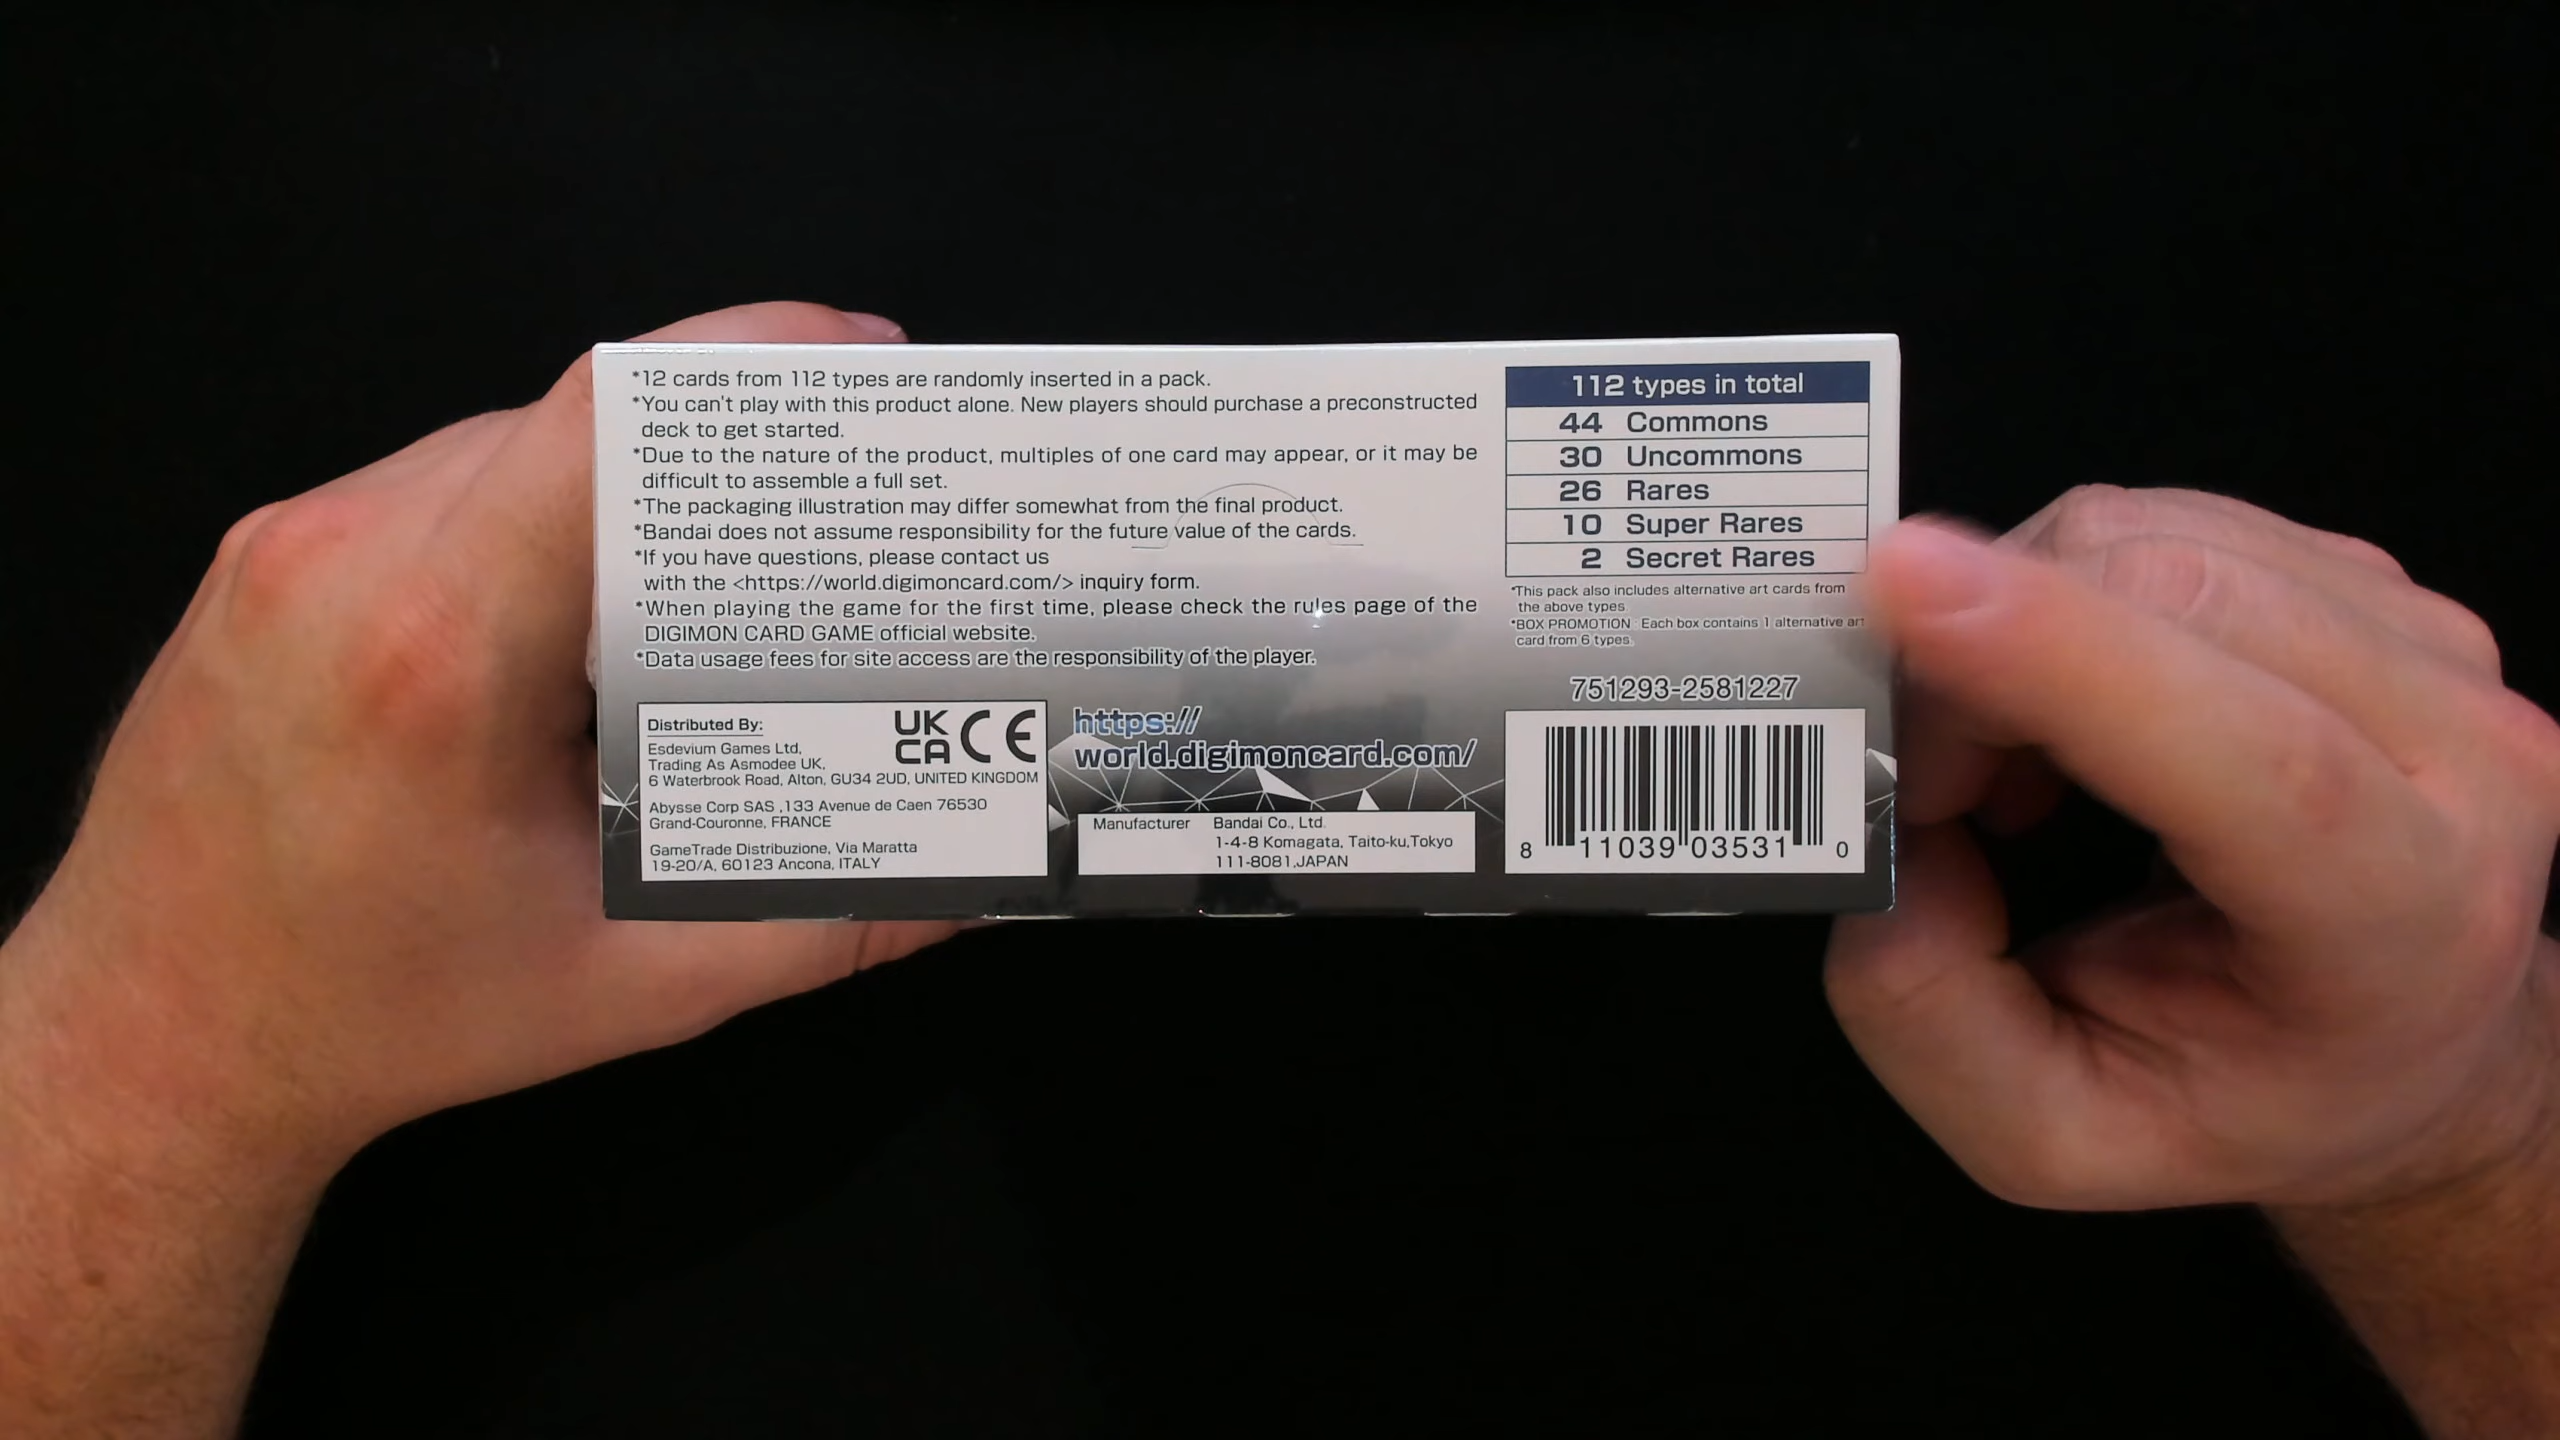 *12 cards from 112 types are randomly inserted in a pack.
*You can't play with this product alone. New players should purchase a preconstructed
deck to get started.
*Due to the nature of the product, multiples of one card may appear, or it may be
difficult to assemble a full set.
*The packaging illustration may differ somewhat from the final product.
*Bandai does not assume responsibility for the future value of the cards.
*If you have questions, please contact us
with the <https://world.digimoncard.com/> inquiry form.
*When playing the game for the first time, please check the rules page of the
DIGIMON CARD GAME official website.
*Data usage fees for site access are the responsibility of the player.
112 types in total
44 Commons
30 Uncommons
26 Rares
10 Super Rares
2 Secret Rares
*This pack also includes alternative art cards from
the above types.
*BOX PROMOTION : Each box contains 1 alternative art
card from 6 types.
751293-2581227
8 11039 03531 0
Distributed By:
UK
CA CE
Esdevium Games Ltd,
Trading As Asmodee UK,
6 Waterbrook Road, Alton, GU34 2UD, UNITED KINGDOM
Abysse Corp SAS ,133 Avenue de Caen 76530
Grand-Couronne, FRANCE
GameTrade Distribuzione, Via Maratta
19-20/A, 60123 Ancona, ITALY
https://
world.digimoncard.com/
Manufacturer Bandai Co., Ltd.
1-4-8 Komagata, Taito-ku,Tokyo
111-8081,JAPAN